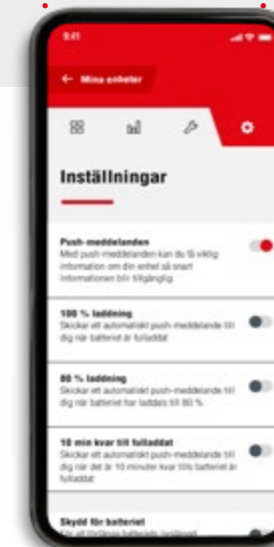 9:41
← Mina enheter
Inställningar
Push-meddelanden
Med push-meddelanden kan du få viktig
information om din enhet så snart
informationen blir tillgänglig.
100 % laddning
Skickar ett automatiskt push-meddelande till
dig när batteriet är fulladdat
80 % laddning
Skickar ett automatiskt push-meddelande till
dig när batteriet har laddats till 80 %
10 min kvar till fulladdat
Skickar ett automatiskt push-meddelande till
dig när det är 10 minuter kvar tills batteriet är
fulladdat
Skydd för batteriet
För att förlänga batteriets